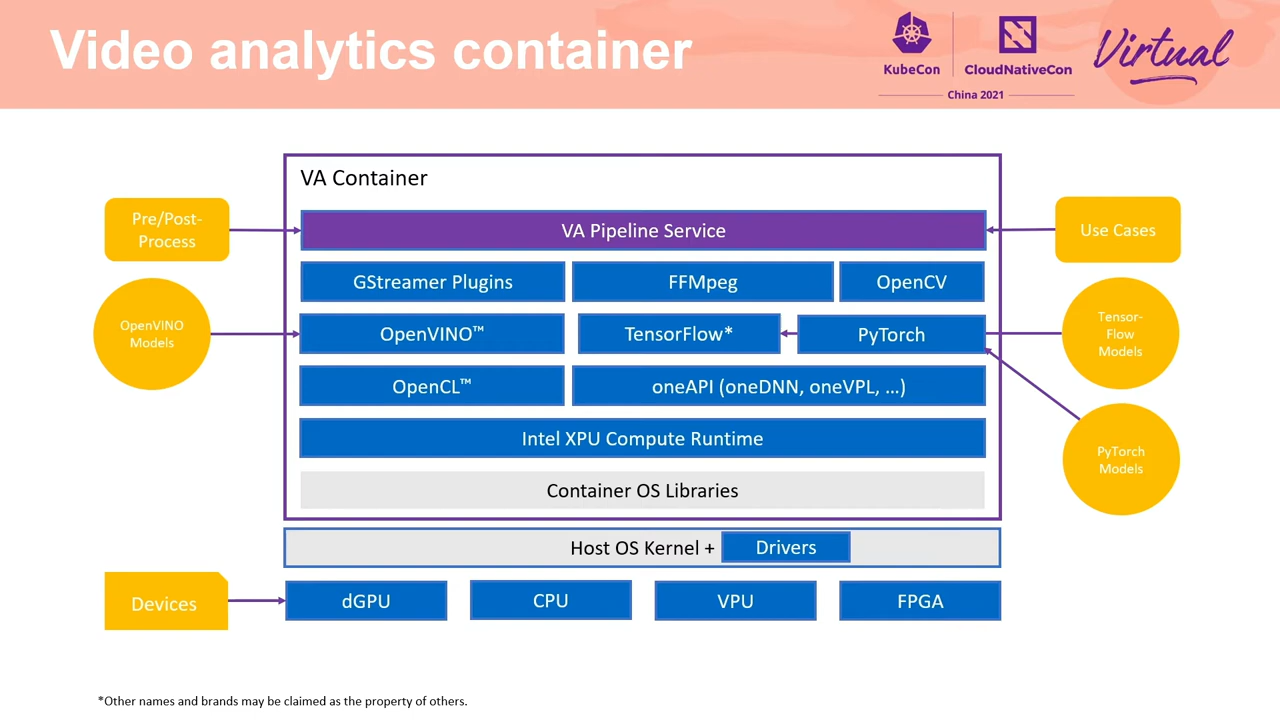 Video analytics container
KubeCon
CloudNativeCon
China 2021
Virtual
VA Container
Pre/Post-
Process
VA Pipeline Service
Use Cases
GStreamer Plugins
FFMpeg
OpenCV
OpenVINO
Models
OpenVINO™
TensorFlow*
PyTorch
Tensor-
Flow
Models
OpenCL™
oneAPI (oneDNN, oneVPL, ...)
Intel XPU Compute Runtime
PyTorch
Models
Container OS Libraries
Host OS Kernel +
Drivers
Devices
dGPU
CPU
VPU
FPGA
*Other names and brands may be claimed as the property of others.